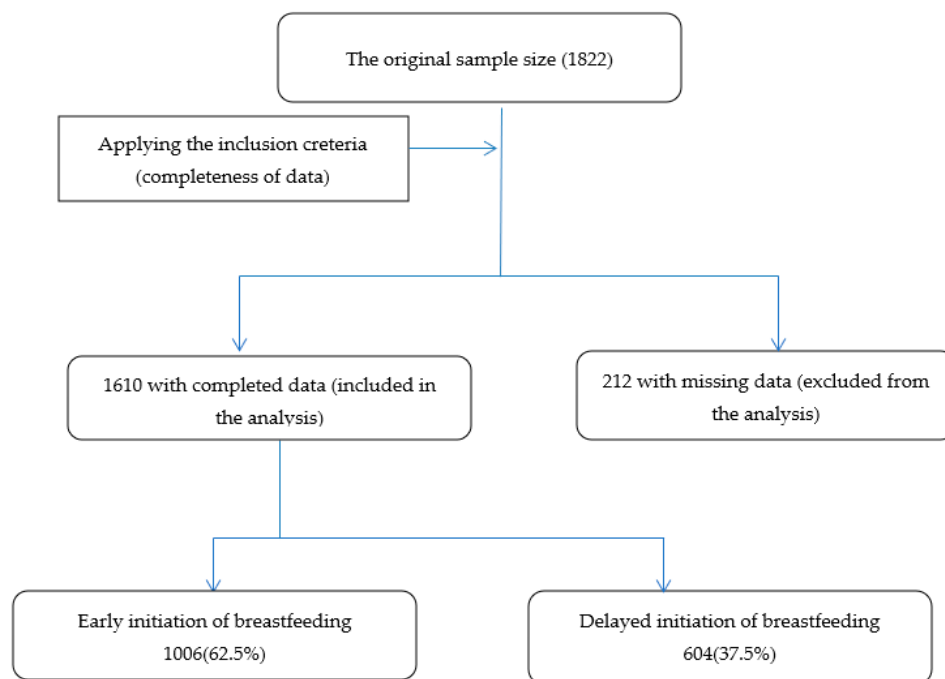 The original sample size (1822)
Applying the inclusion creteria
(completeness of data)
1610 with completed data (included in
the analysis)
212 with missing data (excluded from
the analysis)
Early initiation of breastfeeding
1006(62.5%)
Delayed initiation of breastfeeding
604(37.5%)